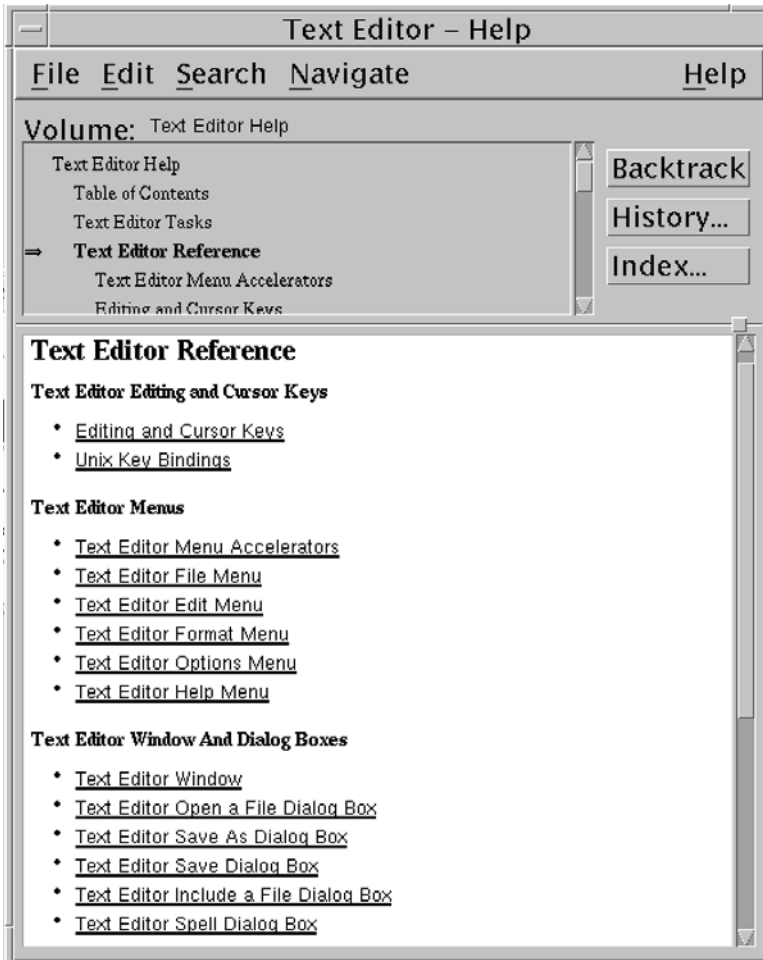 Text Editor – Help
File Edit Search Navigate Help
Volume: Text Editor Help
Text Editor Help
Table of Contents
Text Editor Tasks
⇒ Text Editor Reference
Text Editor Menu Accelerators
Editing and Cursor Keys
Backtrack
History...
Index...
Text Editor Reference
Text Editor Editing and Cursor Keys
• Editing and Cursor Keys
• Unix Key Bindings
Text Editor Menus
• Text Editor Menu Accelerators
• Text Editor File Menu
• Text Editor Edit Menu
• Text Editor Format Menu
• Text Editor Options Menu
• Text Editor Help Menu
Text Editor Window And Dialog Boxes
• Text Editor Window
• Text Editor Open a File Dialog Box
• Text Editor Save As Dialog Box
• Text Editor Save Dialog Box
• Text Editor Include a File Dialog Box
• Text Editor Spell Dialog Box